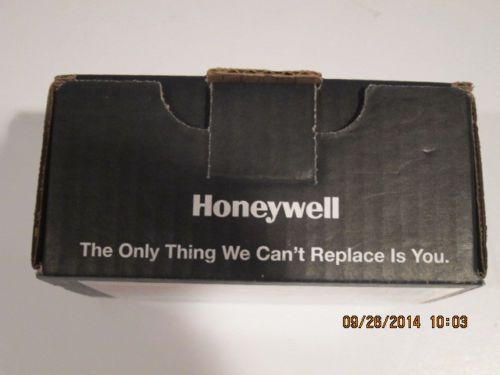 Honeywell
The Only Thing We Can't Replace Is You.
09/26/2014 10:03